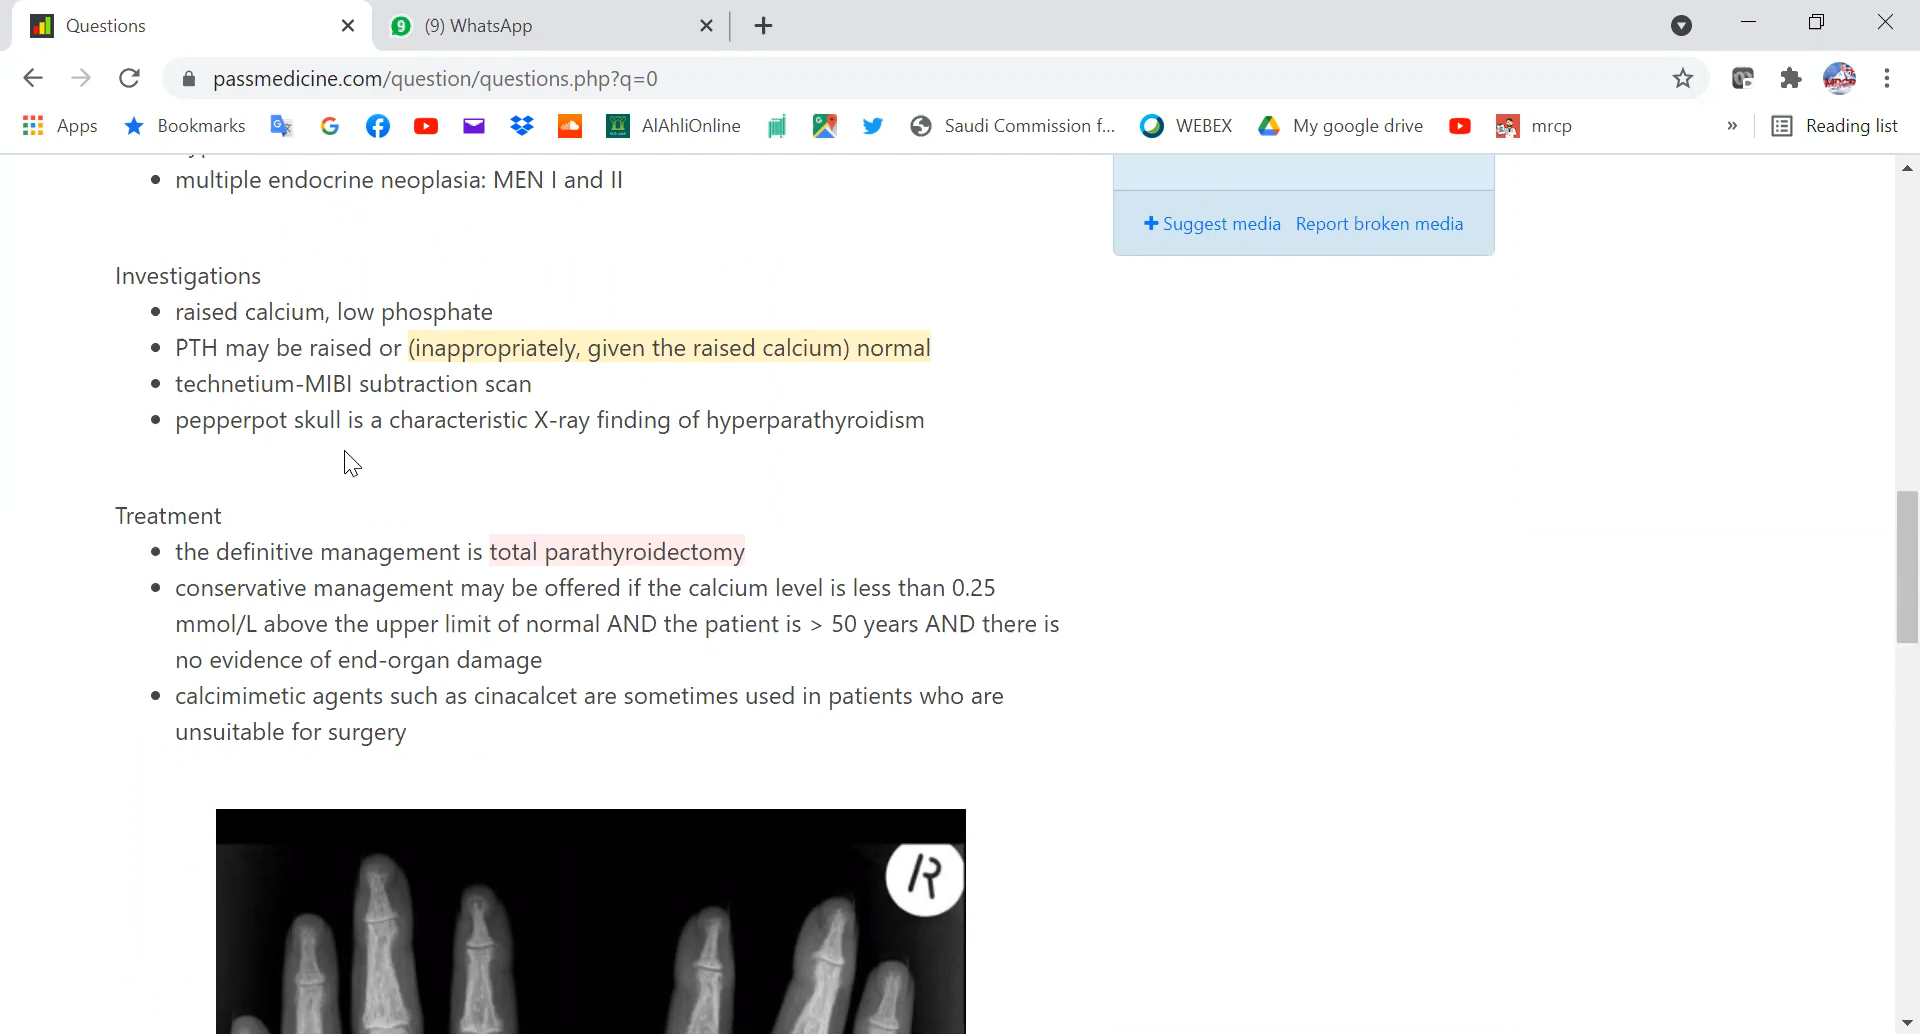 Questions
9 (9) WhatsApp
passmedicine.com/question/questions.php?q=0
Apps Bookmarks AlAhliOnline Saudi Commission f... WEBEX My google drive mrcp » Reading list
• multiple endocrine neoplasia: MEN I and II
+ Suggest media Report broken media
Investigations
• raised calcium, low phosphate
• PTH may be raised or (inappropriately, given the raised calcium) normal
• technetium-MIBI subtraction scan
• pepperpot skull is a characteristic X-ray finding of hyperparathyroidism
Treatment
• the definitive management is total parathyroidectomy
• conservative management may be offered if the calcium level is less than 0.25
mmol/L above the upper limit of normal AND the patient is > 50 years AND there is
no evidence of end-organ damage
• calcimimetic agents such as cinacalcet are sometimes used in patients who are
unsuitable for surgery
R